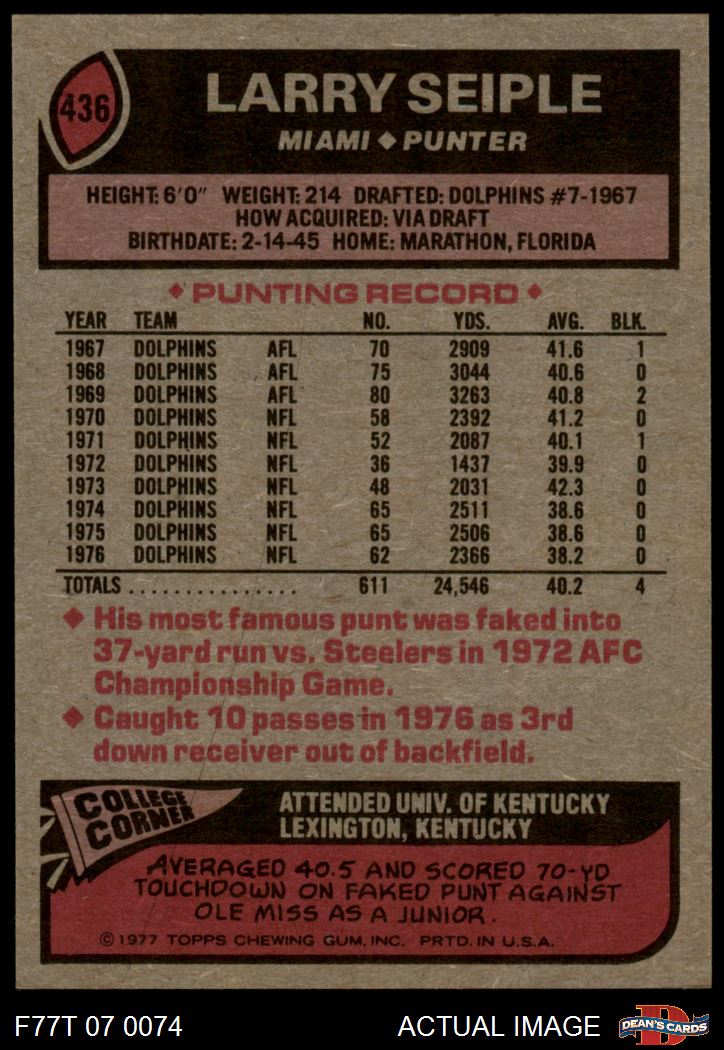 436
LARRY SEIPLE
MIAMI ◆ PUNTER
HEIGHT: 6'0" WEIGHT: 214 DRAFTED: DOLPHINS #7-1967
HOW ACQUIRED: VIA DRAFT
BIRTHDATE: 2-14-45 HOME: MARATHON, FLORIDA
◆ PUNTING RECORD ◆
YEAR TEAM NO. YDS. AVG. BLK.
1967 DOLPHINS AFL 70 2909 41.6 1
1968 DOLPHINS AFL 75 3044 40.6 0
1969 DOLPHINS AFL 80 3263 40.8 2
1970 DOLPHINS NFL 58 2392 41.2 0
1971 DOLPHINS NFL 52 2087 40.1 1
1972 DOLPHINS NFL 36 1437 39.9 0
1973 DOLPHINS NFL 48 2031 42.3 0
1974 DOLPHINS NFL 65 2511 38.6 0
1975 DOLPHINS NFL 65 2506 38.6 0
1976 DOLPHINS NFL 62 2366 38.2 0
TOTALS ................ 611 24,546 40.2 4
◆ His most famous punt was faked into
37-yard run vs. Steelers in 1972 AFC
Championship Game.
◆ Caught 10 passes in 1976 as 3rd
down receiver out of backfield.
COLLEGE
CORNER
ATTENDED UNIV. OF KENTUCKY
LEXINGTON, KENTUCKY
AVERAGED 40.5 AND SCORED 70-YD
TOUCHDOWN ON FAKED PUNT AGAINST
OLE MISS AS A JUNIOR.
©1977 TOPPS CHEWING GUM, INC. PRTD. IN U.S.A.
F77T 07 0074 ACTUAL IMAGE
D
DEAN'S CARDS